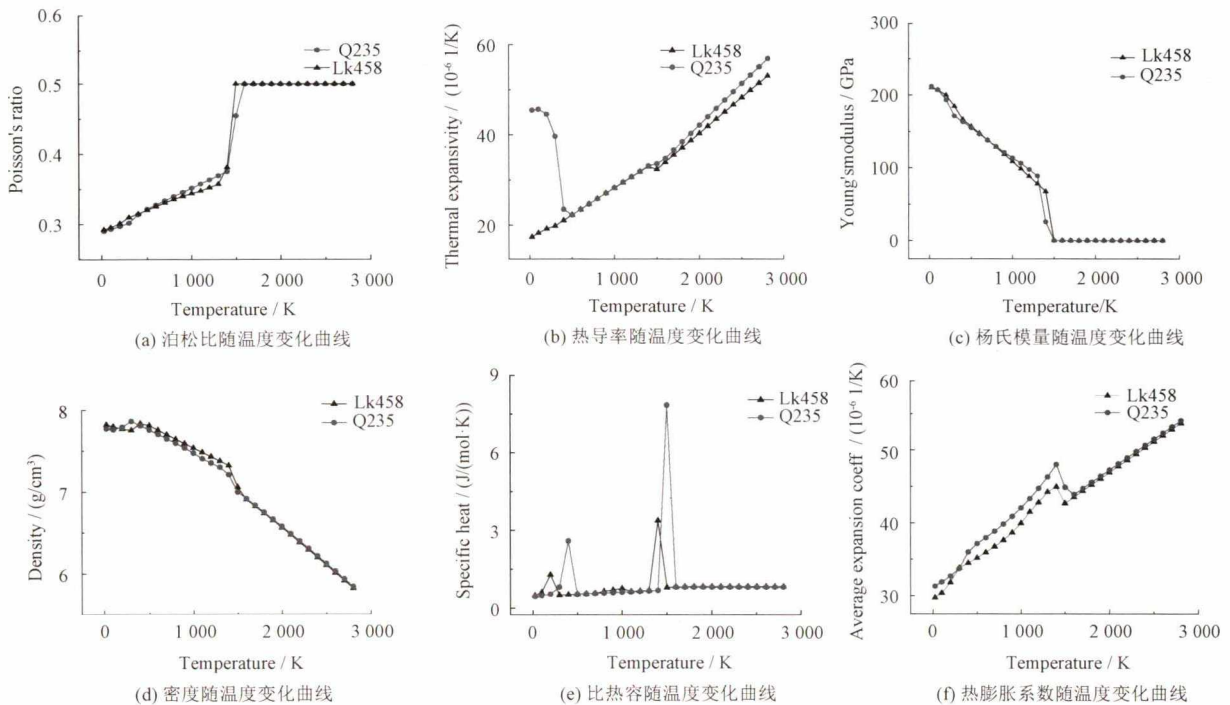 0.6
0.5
0.4
0.3
Poisson's ratio
Q235
Lk458
0
1 000
2 000
3 000
Temperature / K
(a) 泊松比随温度变化曲线
60
40
20
Thermal expansivity / (10⁻⁶ 1/K)
Lk458
Q235
0
1 000
2 000
3 000
Temperature / K
(b) 热导率随温度变化曲线
300
200
100
0
Young'smodulus / GPa
Lk458
Q235
0
1 000
2 000
3 000
Temperature/K
(c) 杨氏模量随温度变化曲线
8
7
6
Density / (g/cm³)
Lk458
Q235
0
1 000
2 000
3 000
Temperature / K
(d) 密度随温度变化曲线
9
6
3
0
Specific heat / (J/(mol·K))
Lk458
Q235
0
1 000
2 000
3 000
Temperature / K
(e) 比热容随温度变化曲线
60
50
40
30
Average expansion coeff / (10⁻⁶ 1/K)
Lk458
Q235
0
1 000
2 000
3 000
Temperature / K
(f) 热膨胀系数随温度变化曲线